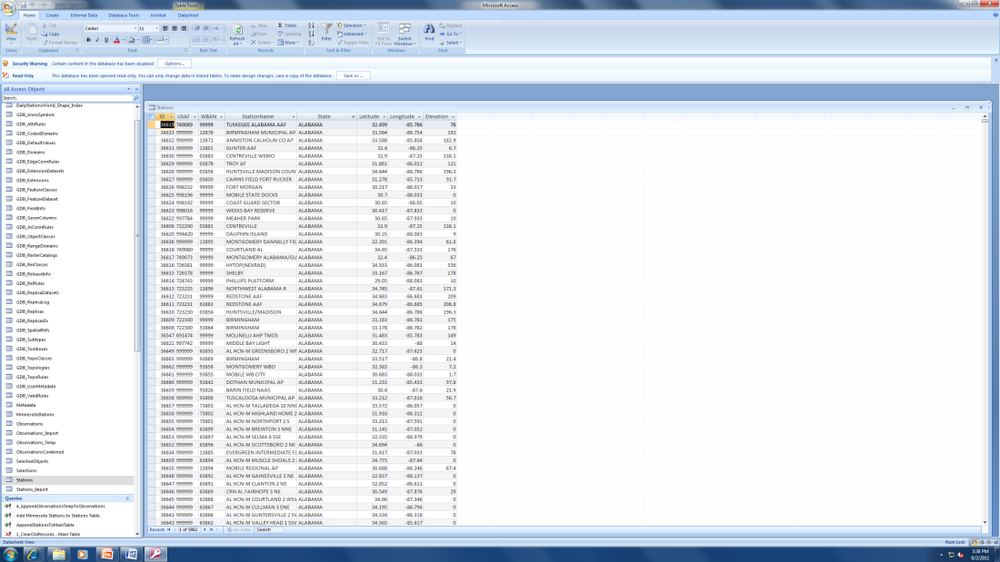 Table Tools
Microsoft Access
Home Create External Data Database Tools Acrobat Datasheet
View Paste Cut Copy Format Painter Calibri 11 Refresh All New Save Delete Totals Spelling More Filter Selection Advanced Toggle Filter Size to Fit Form Switch Windows Find Replace Go To Select
Views Clipboard Font Rich Text Records Sort & Filter Window Find
Security Warning Certain content in the database has been disabled Options...
Read-Only This database has been opened read-only. You can only change data in linked tables. To make design changes, save a copy of the database. Save As...
All Access Objects
Search...
DailyStationsWorld_Shape_Index
GDB_AnnoSymbols
GDB_AttrRules
GDB_CodedDomains
GDB_DefaultValues
GDB_Domains
GDB_EdgeConnRules
GDB_ExtensionDatasets
GDB_Extensions
GDB_FeatureClasses
GDB_FeatureDataset
GDB_FieldInfo
GDB_GeomColumns
GDB_JnConnRules
GDB_ObjectClasses
GDB_RangeDomains
GDB_RasterCatalogs
GDB_RelClasses
GDB_ReleaseInfo
GDB_RelRules
GDB_ReplicaDatasets
GDB_ReplicaLog
GDB_Replicas
GDB_ReplicasEx
GDB_SpatialRefs
GDB_Subtypes
GDB_Toolboxes
GDB_TopoClasses
GDB_Topologies
GDB_TopoRules
GDB_UserMetadata
GDB_ValidRules
Metadata
MinnesotaStations
Observations
Observations_Import
Observations_Temp
ObservationsCombined
SelectedObjects
Selections
Stations
Stations_Import
Queries
4_AppendObservationsTempToObservations
Add Minnesota Stations to Stations Table
AppendStationsToMainTable
1_ClearOldRecords - Main Table
Stations
ID USAF WBAN StationName State Latitude Longitude Elevation
36619 749089 99999 TUSKEGEE ALABAMA AAF ALABAMA 32.499 -85.766 76
36633 999999 13876 BIRMINGHAM MUNICIPAL AP ALABAMA 33.564 -86.754 192
36632 999999 13871 ANNISTON CALHOUN CO AP ALABAMA 33.588 -85.858 182.9
36631 999999 13801 GUNTER AAF ALABAMA 32.4 -86.25 6.7
36630 999999 03881 CENTREVILLE WSMO ALABAMA 32.9 -87.25 138.1
36629 999999 03878 TROY AF ALABAMA 31.861 -86.012 121
36628 999999 03856 HUNTSVILLE MADISON COUN ALABAMA 34.644 -86.786 196.3
36627 999999 03850 CAIRNS FIELD FORT RUCKER ALABAMA 31.278 -85.713 91.7
36626 998232 99999 FORT MORGAN ALABAMA 30.217 -88.017 33
36625 998196 99999 MOBILE STATE DOCKS ALABAMA 30.7 -88.033 0
36624 998192 99999 COAST GUARD SECTOR ALABAMA 30.65 -88.05 10
36623 998016 99999 WEEKS BAY RESERVE ALABAMA 30.417 -87.833 0
36622 997784 99999 MEAHER PARK ALABAMA 30.65 -87.933 10
36606 722290 03881 CENTREVILLE ALABAMA 32.9 -87.25 138.1
36620 994420 99999 DAUPHIN ISLAND ALABAMA 30.25 -88.083 9
36636 999999 13895 MONTGOMERY DANNELLY FIE ALABAMA 32.301 -86.394 61.6
36618 749080 99999 COURTLAND AL ALABAMA 34.65 -87.333 176
36617 749073 99999 MONTGOMERY ALABAMA/GU ALABAMA 32.4 -86.25 67
36616 726381 99999 HYTOP(NEXRAD) ALABAMA 34.933 -86.083 536
36615 726378 99999 SHELBY ALABAMA 33.167 -86.767 178
36614 724743 99999 PHILLIPS PLATFORM ALABAMA 29.05 -88.083 10
36613 723235 13896 NORTHWEST ALABAMA R ALABAMA 34.745 -87.61 171.3
36612 723231 99999 REDSTONE AAF ALABAMA 34.683 -86.683 209
36611 723231 63883 REDSTONE AAF ALABAMA 34.679 -86.685 208.8
36610 723230 03856 HUNTSVILLE/MADISON ALABAMA 34.644 -86.786 196.3
36609 722300 99999 BIRMINGHAM ALABAMA 33.183 -86.783 175
36608 722300 53864 BIRMINGHAM ALABAMA 33.178 -86.782 178
36547 691474 99999 MOLINELLI AHP TMOS ALABAMA 31.483 -85.783 149
36621 997742 99999 MIDDLE BAY LIGHT ALABAMA 30.433 -88 14
36649 999999 63893 AL HCN-M GREENSBORO 2 WN ALABAMA 32.717 -87.623 0
36663 999999 93869 BIRMINGHAM ALABAMA 33.517 -86.8 21.4
36662 999999 93856 MONTGOMERY WBO ALABAMA 32.383 -86.3 7.2
36661 999999 93855 MOBILE WB CITY ALABAMA 30.683 -88.033 1.7
36660 999999 93843 DOTHAN MUNICIPAL AP ALABAMA 31.233 -85.433 97.8
36659 999999 93826 BARIN FIELD NAAS ALABAMA 30.4 -87.6 21.9
36658 999999 93806 TUSCALOOSA MUNICIPAL AP ALABAMA 33.212 -87.616 56.7
36657 999999 73803 AL HCN-M TALLADEGA 10 NNE ALABAMA 33.572 -86.057 0
36656 999999 73802 AL HCN-M HIGHLAND HOME 2 ALABAMA 31.916 -86.312 0
36655 999999 73801 AL HCN-M NORTHPORT 2 S ALABAMA 33.213 -87.591 0
36654 999999 63899 AL HCN-M BREWTON 3 NNE ALABAMA 31.145 -87.052 0
36653 999999 63897 AL HCN-M SELMA 6 SSE ALABAMA 32.335 -86.979 0
36652 999999 63896 AL HCN-M SCOTTSBORO 2 NE ALABAMA 34.694 -86 0
36634 999999 13885 EVERGREEN INTERMEDIATE FL ALABAMA 31.417 -87.033 78
36650 999999 63894 AL HCN-M MUSCLE SHOALS 2 ALABAMA 34.773 -87.64 0
36635 999999 13894 MOBILE REGIONAL AP ALABAMA 30.688 -88.246 67.4
36648 999999 63892 AL HCN-M GAINESVILLE 2 NE ALABAMA 32.837 -88.137 0
36647 999999 63891 AL HCN-M CLANTON 2 NE ALABAMA 32.852 -86.612 0
36646 999999 63869 CRN AL FAIRHOPE 3 NE ALABAMA 30.549 -87.876 29
36645 999999 63868 AL HCN-M COURTLAND 2 WSW ALABAMA 34.66 -87.346 0
36644 999999 63867 AL HCN-M CULLMAN 3 ENE ALABAMA 34.195 -86.796 0
36643 999999 63866 AL HCN-M GUNTERSVILLE 2 SW ALABAMA 34.334 -86.316 0
36642 999999 63862 AL HCN-M VALLEY HEAD 1 SSW ALABAMA 34.565 -85.617 0
Record: 1 of 5982 No Filter Search
Datasheet View Num Lock
3:38 PM
8/2/2011